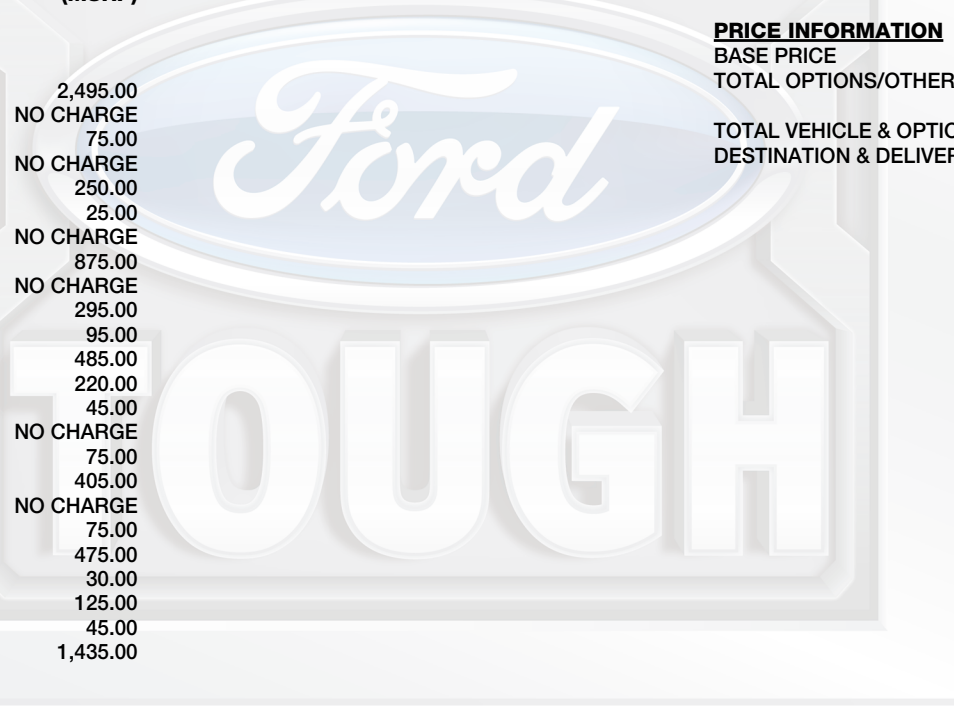 2,495.00
NO CHARGE
75.00
NO CHARGE
250.00
25.00
NO CHARGE
875.00
NO CHARGE
295.00
95.00
485.00
220.00
45.00
NO CHARGE
75.00
405.00
NO CHARGE
75.00
475.00
30.00
125.00
45.00
1,435.00
PRICE INFORMATION
BASE PRICE
TOTAL OPTIONS/OTHER
TOTAL VEHICLE & OPTIO
DESTINATION & DELIVER
Ford
TOUGH